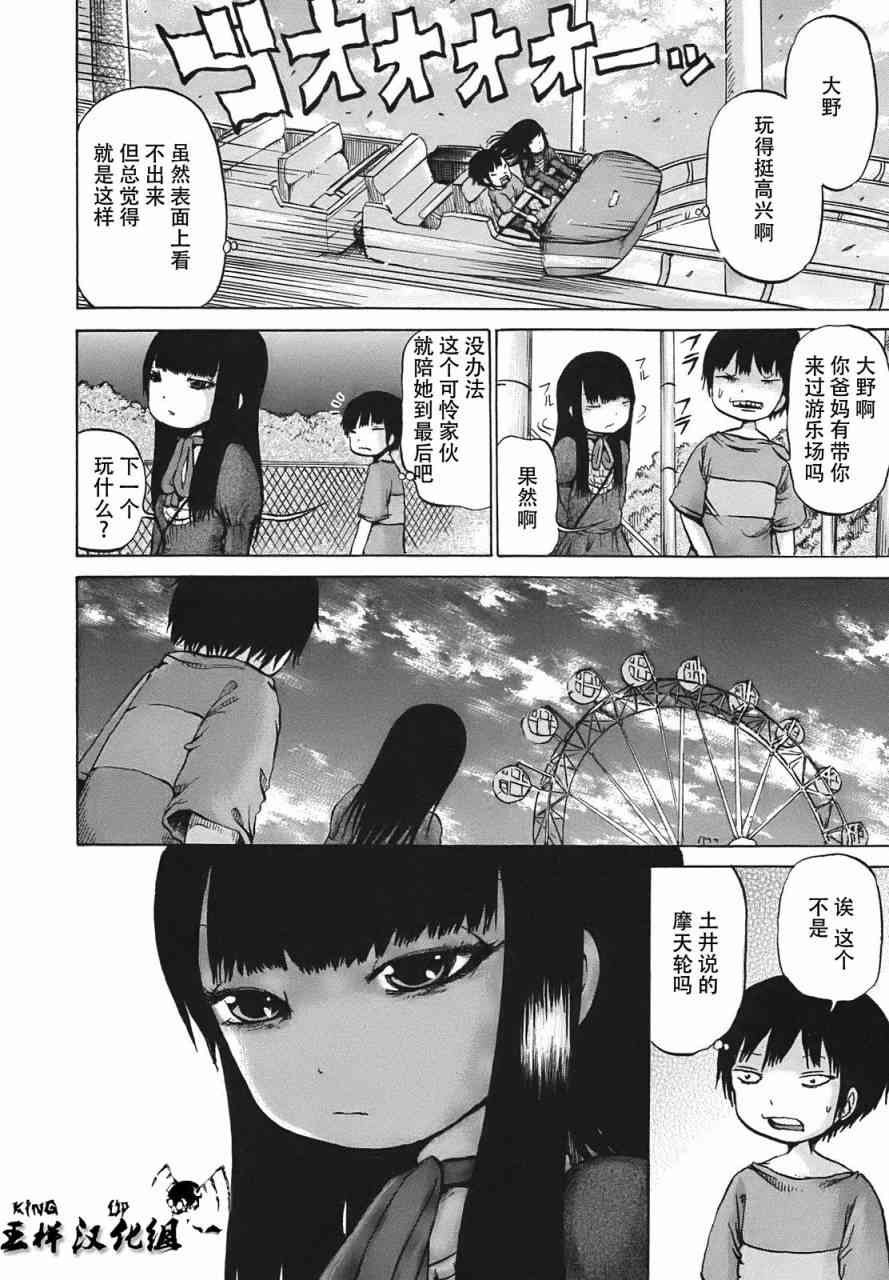 ゴオオオオーッ
大野
玩得挺高兴啊
虽然表面上看
不出来
但总觉得
就是这样
大野啊
你爸妈有带你
来过游乐场吗
フラ
フラ
果然啊
没办法
这个可怜家伙
就陪她到最后吧
下一个
玩什么？
诶 这个
不是
土井说的
摩天轮吗
KING
王样汉化组